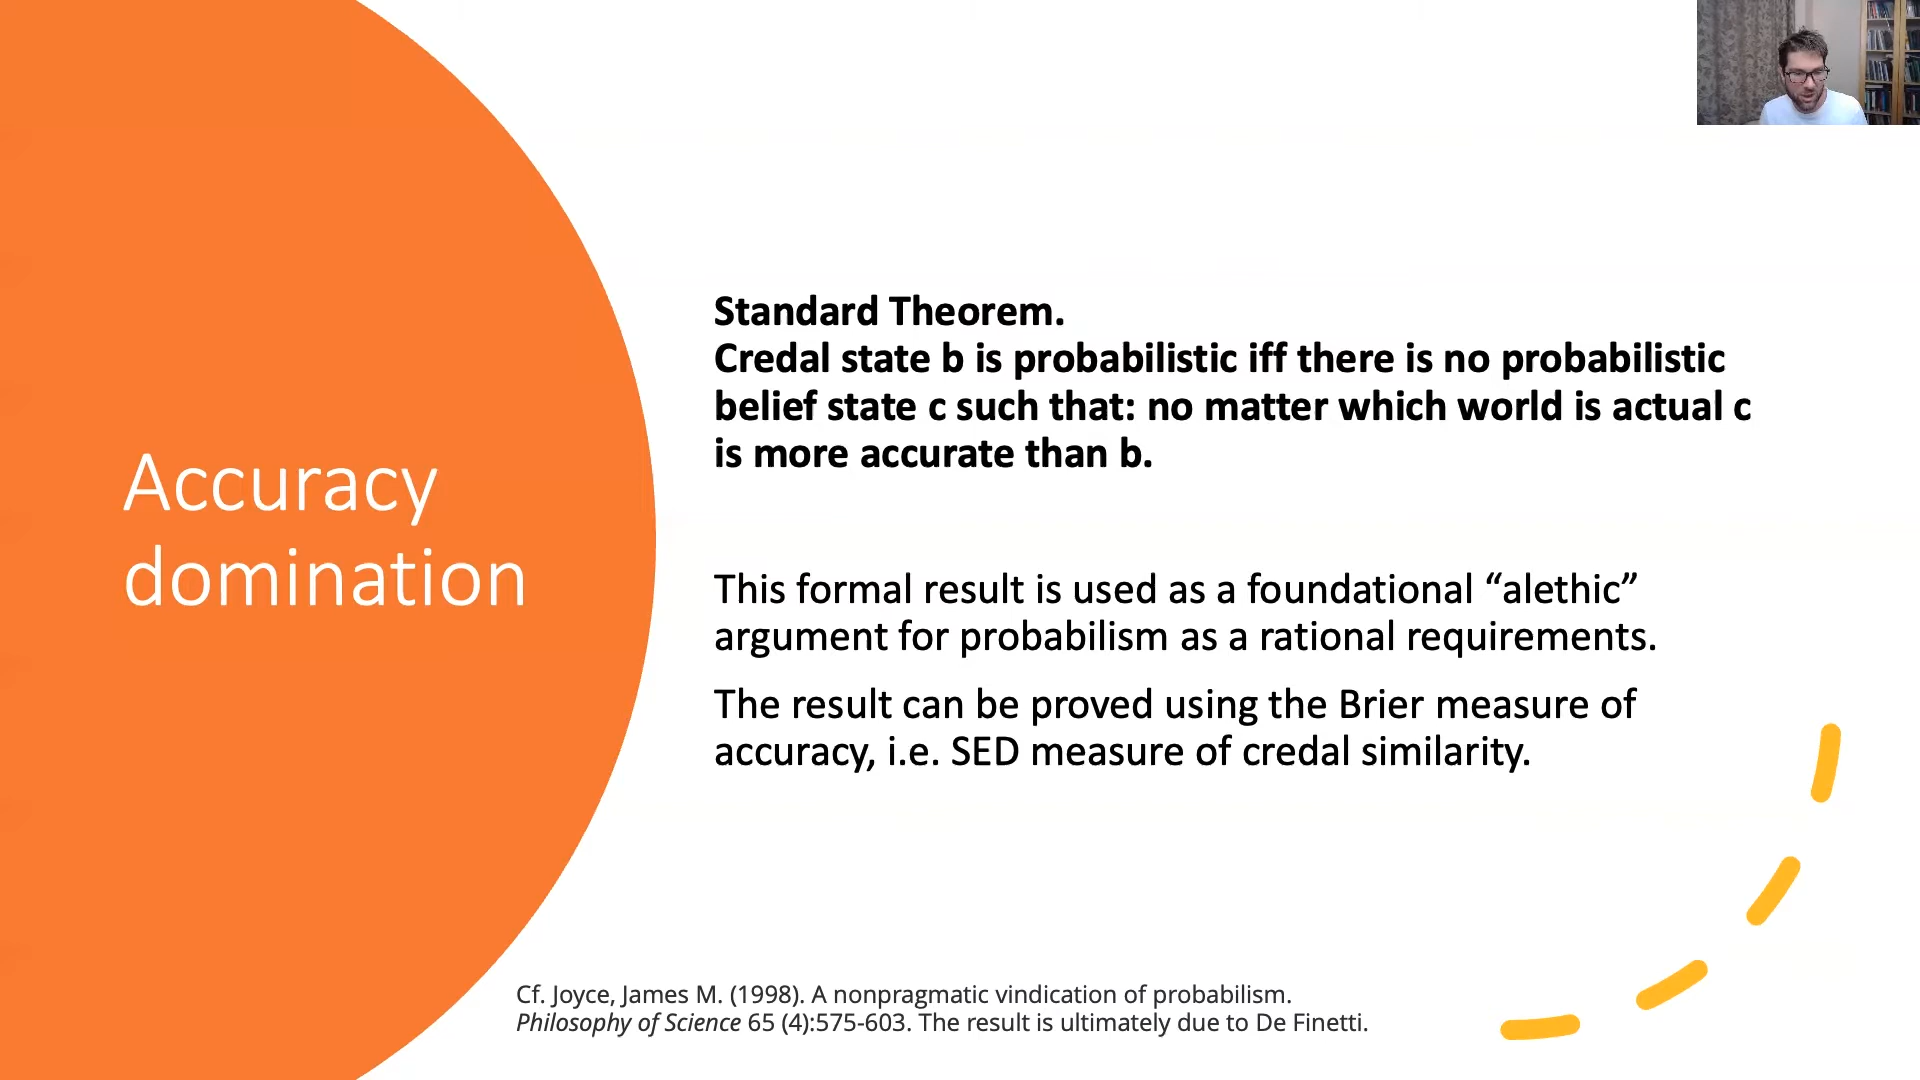 Accuracy
domination
Standard Theorem.
Credal state b is probabilistic iff there is no probabilistic
belief state c such that: no matter which world is actual c
is more accurate than b.
This formal result is used as a foundational “alethic”
argument for probabilism as a rational requirements.
The result can be proved using the Brier measure of
accuracy, i.e. SED measure of credal similarity.
Cf. Joyce, James M. (1998). A nonpragmatic vindication of probabilism.
Philosophy of Science 65 (4):575-603. The result is ultimately due to De Finetti.